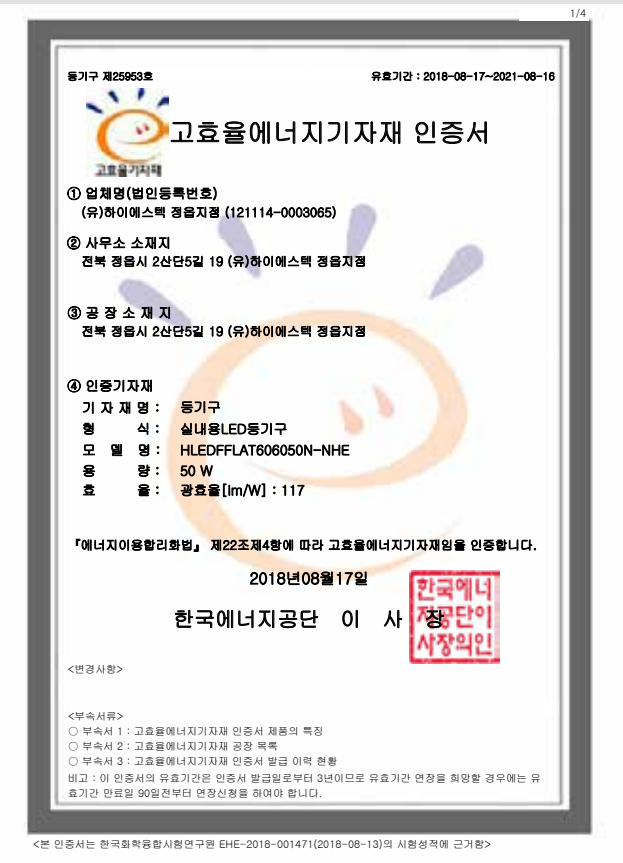 1/4
등기구 제25953호
유효기간 : 2018-08-17~2021-08-16
고효율기자재
고효율에너지기자재 인증서
① 업체명(법인등록번호)
(유)하이에스텍 정읍지점 (121114-0003065)
② 사무소 소재지
전북 정읍시 2산단5길 19 (유)하이에스텍 정읍지점
③ 공 장 소 재 지
전북 정읍시 2산단5길 19 (유)하이에스텍 정읍지점
④ 인증기자재
기 자 재 명 : 등기구
형 식 : 실내용LED등기구
모 델 명 : HLEDFFLAT606050N-NHE
용 량 : 50 W
효 율 : 광효율[lm/W] : 117
『에너지이용합리화법』 제22조제4항에 따라 고효율에너지기자재임을 인증합니다.
2018년08월17일
한국에너지공단 이 사 장
한국에너
지공단이
사장의인
<변경사항>
<부속서류>
○ 부속서 1 : 고효율에너지기자재 인증서 제품의 특징
○ 부속서 2 : 고효율에너지기자재 공장 목록
○ 부속서 3 : 고효율에너지기자재 인증서 발급 이력 현황
비고 : 이 인증서의 유효기간은 인증서 발급일로부터 3년이므로 유효기간 연장을 희망할 경우에는 유
효기간 만료일 90일전부터 연장신청을 하여야 합니다.
<본 인증서는 한국화학융합시험연구원 EHE-2018-001471(2018-08-13)의 시험성적에 근거함>